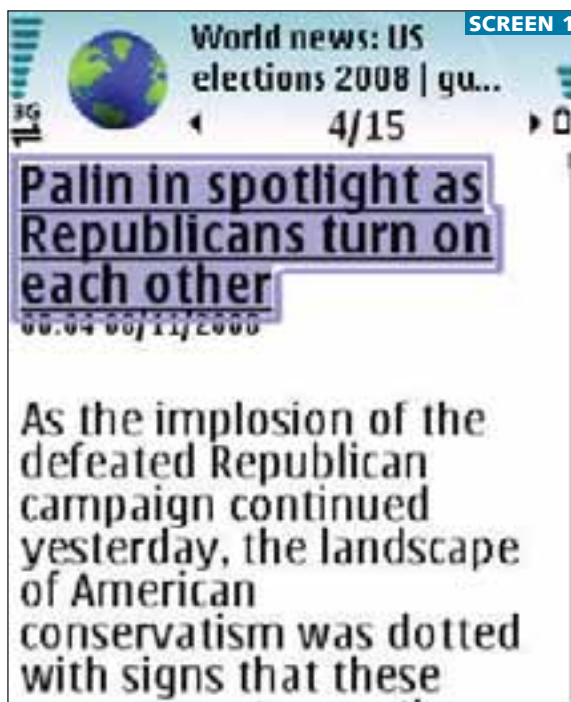 SCREEN 1
World news: US
elections 2008 | gu...
3G
4/15
Palin in spotlight as
Republicans turn on
each other
As the implosion of the
defeated Republican
campaign continued
yesterday, the landscape
of American
conservatism was dotted
with signs that these